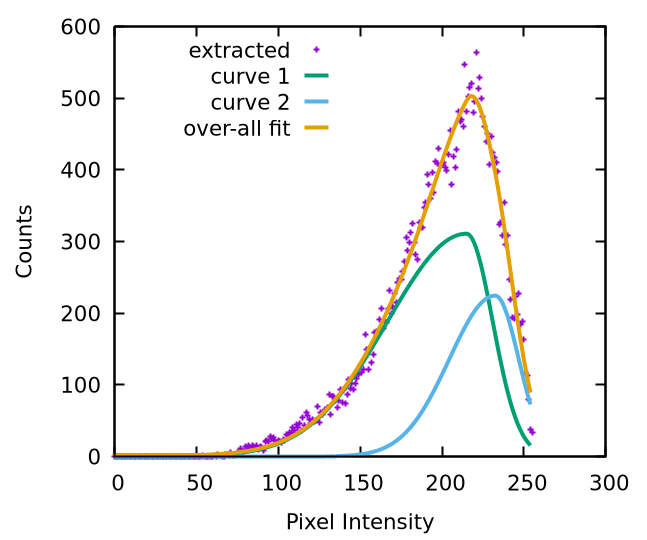 600
500
400
300
200
100
0
Counts
extracted
curve 1
curve 2
over-all fit
0 50 100 150 200 250 300
Pixel Intensity